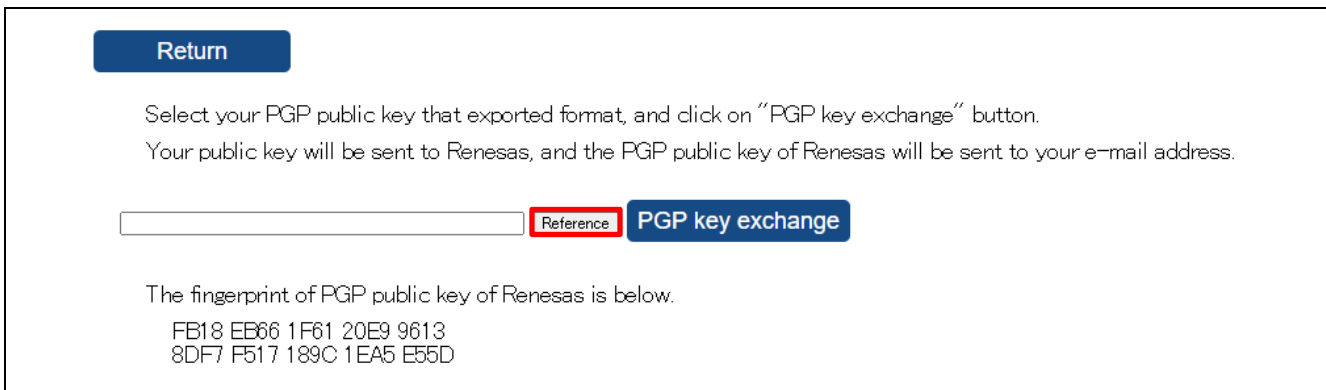 Return
Select your PGP public key that exported format, and click on "PGP key exchange" button.
Your public key will be sent to Renesas, and the PGP public key of Renesas will be sent to your e-mail address.
Reference PGP key exchange
The fingerprint of PGP public key of Renesas is below.
FB18 EB66 1F61 20E9 9613
8DF7 F517 189C 1EA5 E55D